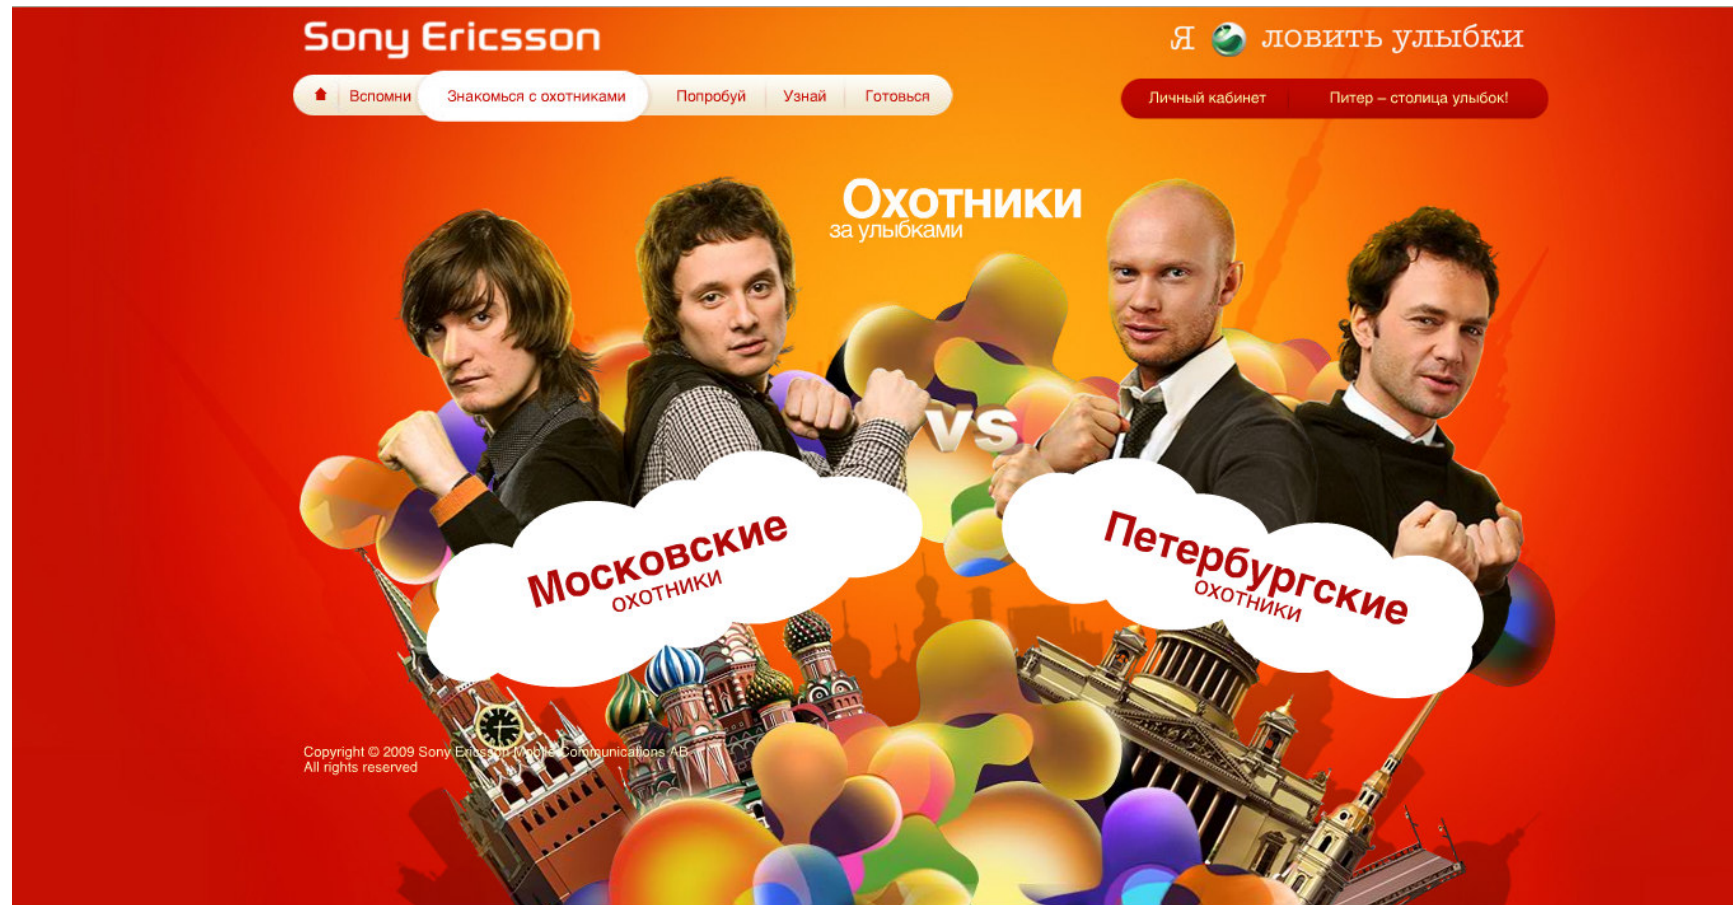 Sony Ericsson
Я ловить улыбки
Вспомни Знакомься с охотниками Попробуй Узнай Готовься
Личный кабинет Питер – столица улыбок!
Охотники
за улыбками
vs
Московские
охотники
Петербургские
охотники
Copyright © 2009 Sony Ericsson Mobile Communications AB
All rights reserved